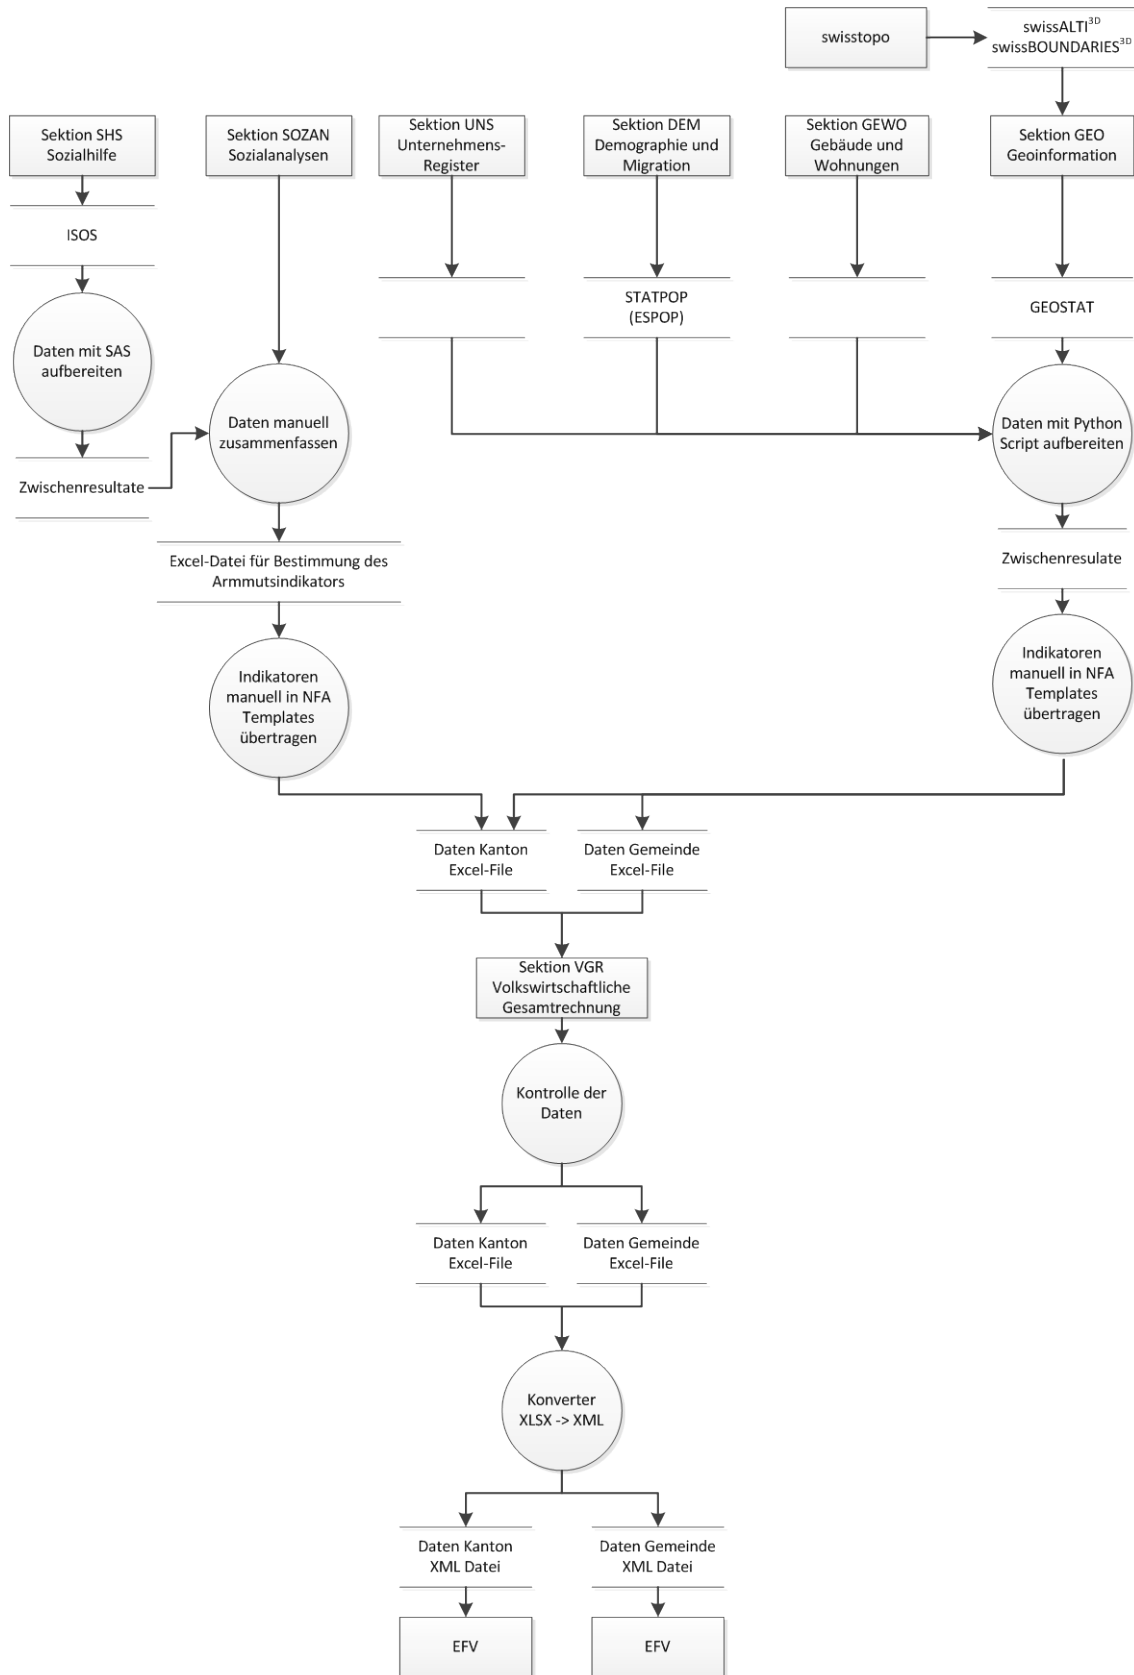 swisstopo
swissALTI3D
swissBOUNDARIES3D
Sektion SHS
Sozialhilfe
Sektion SOZAN
Sozialanalysen
Sektion UNS
Unternehmens-
Register
Sektion DEM
Demographie und
Migration
Sektion GEWO
Gebäude und
Wohnungen
Sektion GEO
Geoinformation
ISOS
STATPOP
(ESPOP)
GEOSTAT
Daten mit SAS
aufbereiten
Daten manuell
zusammenfassen
Daten mit Python
Script aufbereiten
Zwischenresultate
Excel-Datei für Bestimmung des
Armmutsindikators
Zwischenresulate
Indikatoren
manuell in NFA
Templates
übertragen
Indikatoren
manuell in NFA
Templates
übertragen
Daten Kanton
Excel-File
Daten Gemeinde
Excel-File
Sektion VGR
Volkswirtschaftliche
Gesamtrechnung
Kontrolle der
Daten
Daten Kanton
Excel-File
Daten Gemeinde
Excel-File
Konverter
XLSX -> XML
Daten Kanton
XML Datei
Daten Gemeinde
XML Datei
EFV
EFV